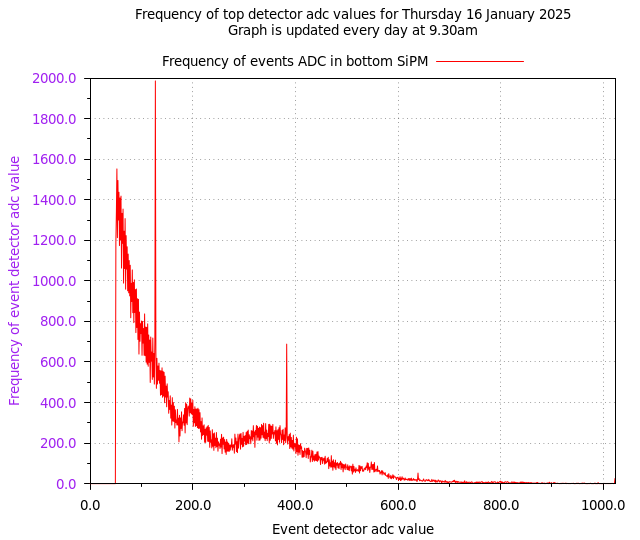 Frequency of top detector adc values for Thursday 16 January 2025
Graph is updated every day at 9.30am
Frequency of events ADC in bottom SiPM
2000.0
1800.0
1600.0
1400.0
1200.0
1000.0
800.0
600.0
400.0
200.0
0.0
Frequency of event detector adc value
0.0 200.0 400.0 600.0 800.0 1000.0
Event detector adc value